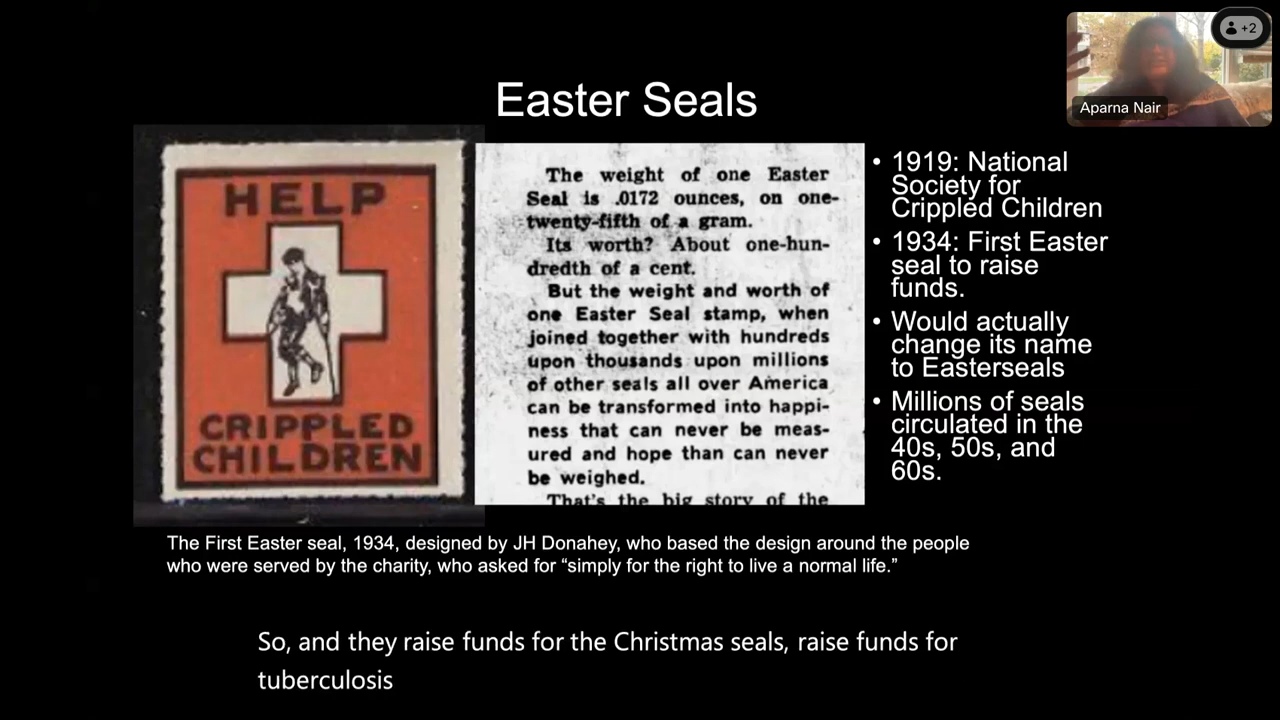 +2
Aparna Nair
Easter Seals
HELP
CRIPPLED
CHILDREN
The weight of one Easter
Seal is .0172 ounces, on one-
twenty-fifth of a gram.
Its worth? About one-hun-
dredth of a cent.
But the weight and worth of
one Easter Seal stamp, when
joined together with hundreds
upon thousands upon millions
of other seals all over America
can be transformed into happi-
ness that can never be meas-
ured and hope than can never
be weighed.
That's the big story of the
• 1919: National
Society for
Crippled Children
• 1934: First Easter
seal to raise
funds.
• Would actually
change its name
to Easterseals
• Millions of seals
circulated in the
40s, 50s, and
60s.
The First Easter seal, 1934, designed by JH Donahey, who based the design around the people
who were served by the charity, who asked for “simply for the right to live a normal life.”
So, and they raise funds for the Christmas seals, raise funds for
tuberculosis